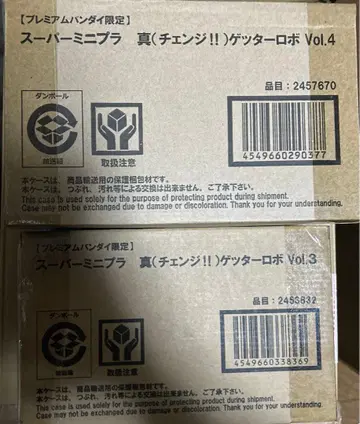 【プレミアムバンダイ限定】
スーパーミニプラ 真(チェンジ!!)ゲッターロボ Vol.4
品目:2457670
ダンボール
梱包箱
取扱注意
4549660290377
本ケースは、商品輸送用の保護梱包材です。
本ケースは、つぶれ、汚れ等による交換は出来ません。ご了承下さい。
This case is used solely for the purpose of protecting product during shipment.
Case may not be exchanged due to damage or discoloration. Thank you for your understanding.
【プレミアムバンダイ限定】
スーパーミニプラ 真(チェンジ!!)ゲッターロボ Vol.3
品目:2453832
ダンボール
梱包箱
取扱注意
4549660338369
本ケースは、商品輸送用の保護梱包材です。
本ケースは、つぶれ、汚れ等による交換は出来ません。ご了承下さい。
This case is used solely for the purpose of protecting product during shipment.
Case may not be exchanged due to damage or discoloration. Thank you for your understanding.